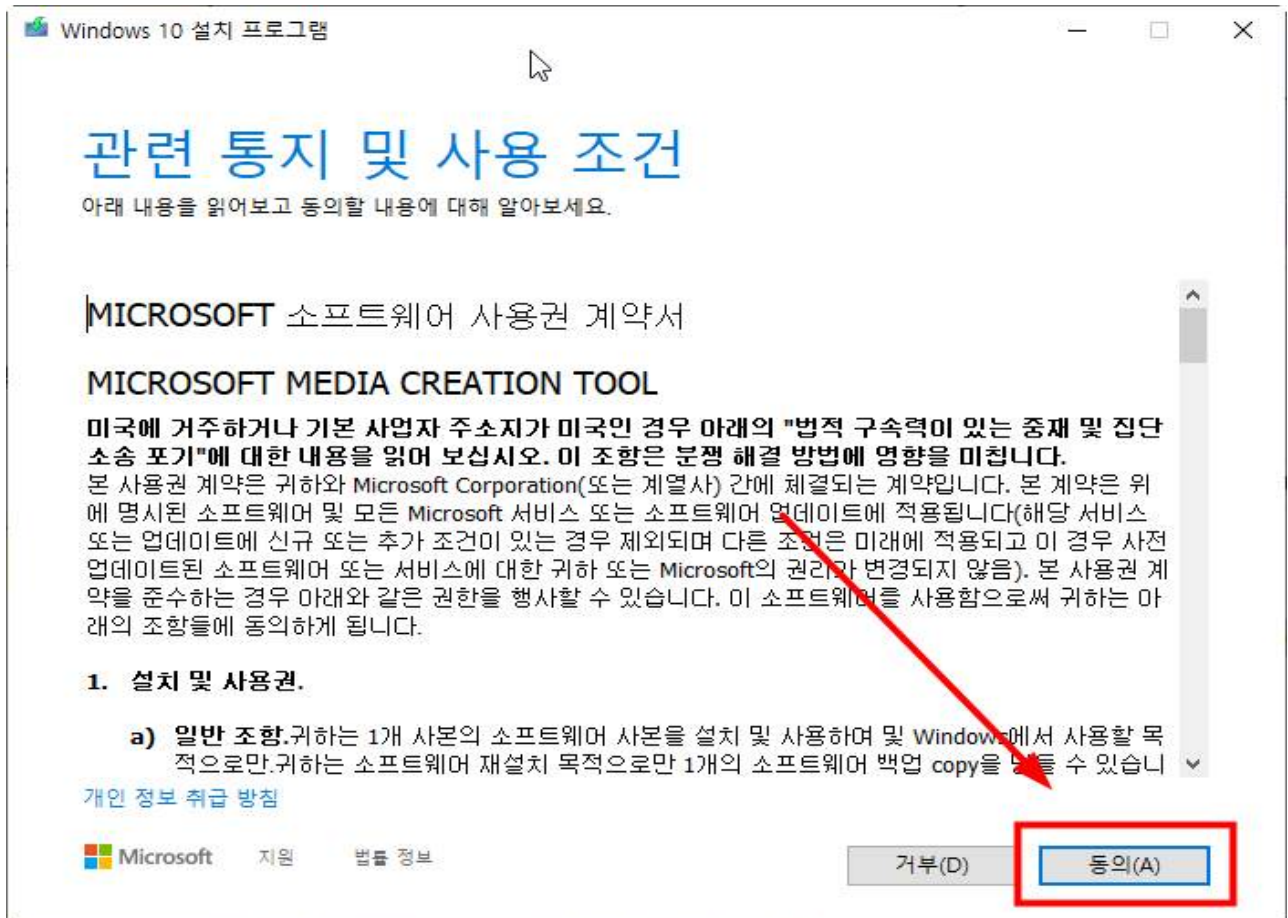 Windows 10 설치 프로그램
관련 통지 및 사용 조건
아래 내용을 읽어보고 동의할 내용에 대해 알아보세요.
MICROSOFT 소프트웨어 사용권 계약서
MICROSOFT MEDIA CREATION TOOL
미국에 거주하거나 기본 사업자 주소지가 미국인 경우 아래의 "법적 구속력이 있는 중재 및 집단
소송 포기"에 대한 내용을 읽어 보십시오. 이 조항은 분쟁 해결 방법에 영향을 미칩니다.
본 사용권 계약은 귀하와 Microsoft Corporation(또는 계열사) 간에 체결되는 계약입니다. 본 계약은 위
에 명시된 소프트웨어 및 모든 Microsoft 서비스 또는 소프트웨어 업데이트에 적용됩니다(해당 서비스
또는 업데이트에 신규 또는 추가 조건이 있는 경우 제외되며 다른 조건은 미래에 적용되고 이 경우 사전
업데이트된 소프트웨어 또는 서비스에 대한 귀하 또는 Microsoft의 권리와 변경되지 않음). 본 사용권 계
약을 준수하는 경우 아래와 같은 권한을 행사할 수 있습니다. 이 소프트웨어를 사용함으로써 귀하는 아
래의 조항들에 동의하게 됩니다.
1. 설치 및 사용권.
a) 일반 조항.귀하는 1개 사본의 소프트웨어 사본을 설치 및 사용하여 및 Windows에서 사용할 목
적으로만.귀하는 소프트웨어 재설치 목적으로만 1개의 소프트웨어 백업 copy을 만들 수 있습니
개인 정보 취급 방침
Microsoft 지원 법률 정보
거부(D) 동의(A)